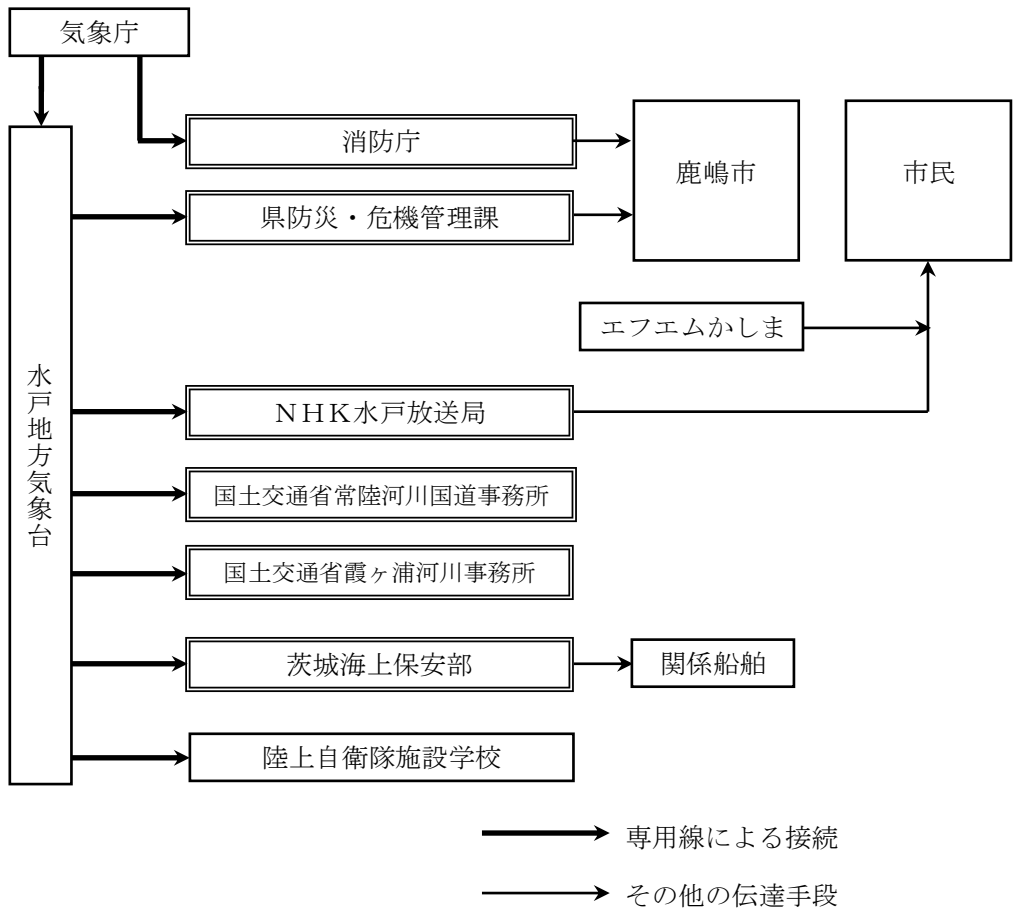 気象庁
消防庁
鹿嶋市
市民
県防災・危機管理課
エフエムかしま
水戸地方気象台
ＮＨＫ水戸放送局
国土交通省常陸河川国道事務所
国土交通省霞ヶ浦河川事務所
茨城海上保安部
関係船舶
陸上自衛隊施設学校
専用線による接続
その他の伝達手段